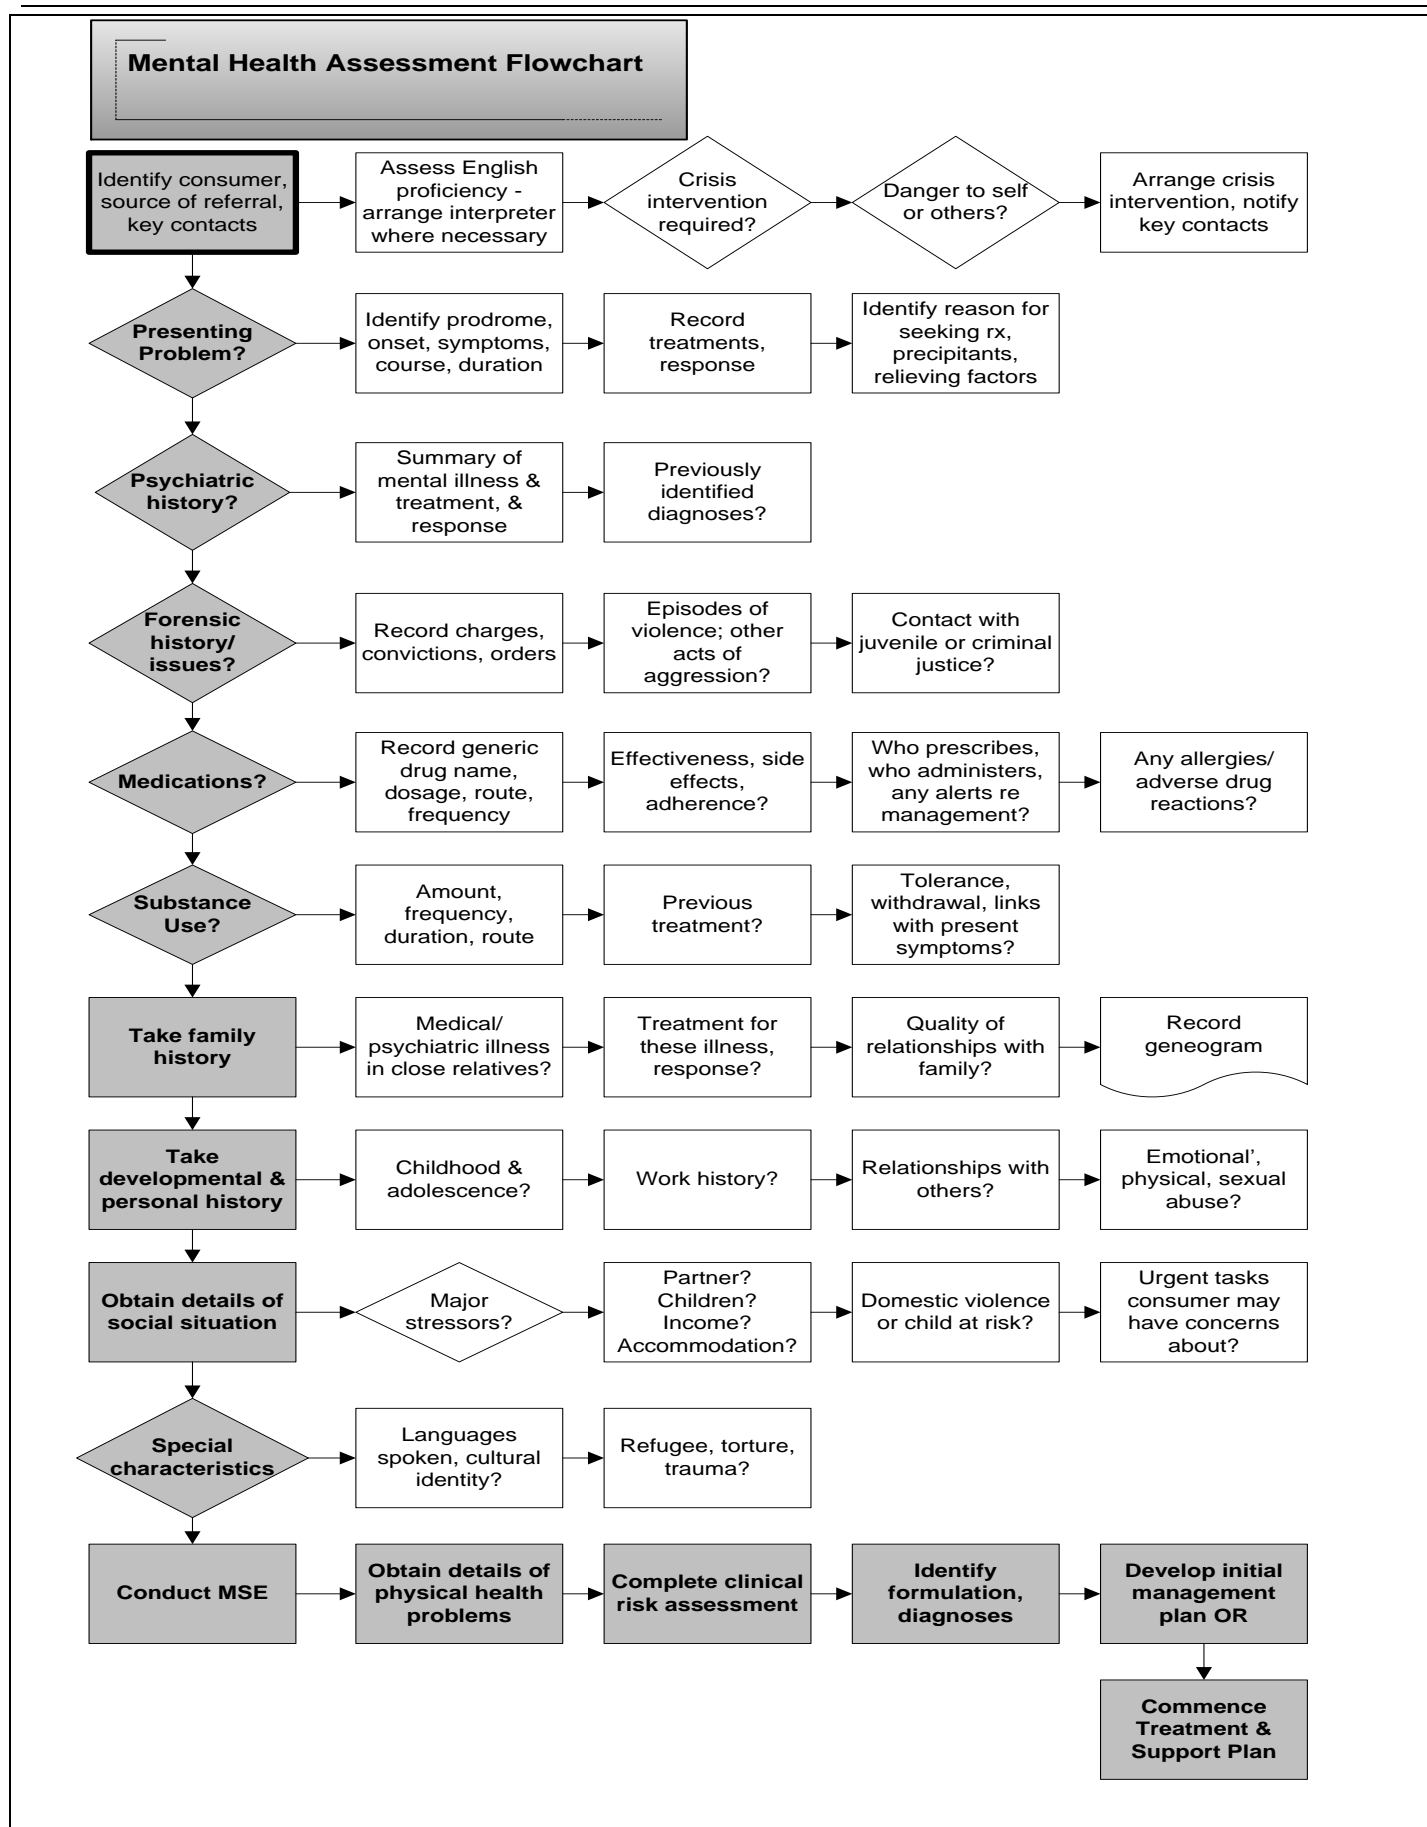 Mental Health Assessment Flowchart
Identify consumer,
source of referral,
key contacts
Assess English
proficiency -
arrange interpreter
where necessary
Crisis
intervention
required?
Danger to self
or others?
Arrange crisis
intervention, notify
key contacts
Presenting
Problem?
Identify prodrome,
onset, symptoms,
course, duration
Record
treatments,
response
Identify reason for
seeking rx,
precipitants,
relieving factors
Psychiatric
history?
Summary of
mental illness &
treatment, &
response
Previously
identified
diagnoses?
Forensic
history/
issues?
Record charges,
convictions, orders
Episodes of
violence; other
acts of
aggression?
Contact with
juvenile or criminal
justice?
Medications?
Record generic
drug name,
dosage, route,
frequency
Effectiveness, side
effects,
adherence?
Who prescribes,
who administers,
any alerts re
management?
Any allergies/
adverse drug
reactions?
Substance
Use?
Amount,
frequency,
duration, route
Previous
treatment?
Tolerance,
withdrawal, links
with present
symptoms?
Take family
history
Medical/
psychiatric illness
in close relatives?
Treatment for
these illness,
response?
Quality of
relationships with
family?
Record
geneogram
Take
developmental &
personal history
Childhood &
adolescence?
Work history?
Relationships with
others?
Emotional’,
physical, sexual
abuse?
Obtain details of
social situation
Major
stressors?
Partner?
Children?
Income?
Accommodation?
Domestic violence
or child at risk?
Urgent tasks
consumer may
have concerns
about?
Special
characteristics
Languages
spoken, cultural
identity?
Refugee, torture,
trauma?
Conduct MSE
Obtain details of
physical health
problems
Complete clinical
risk assessment
Identify
formulation,
diagnoses
Develop initial
management
plan OR
Commence
Treatment &
Support Plan